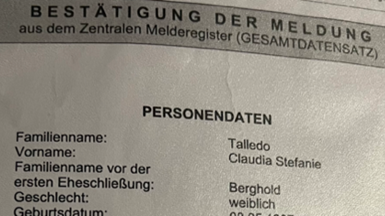 BESTÄTIGUNG DER MELDUNG
aus dem Zentralen Melderegister (GESAMTDATENSATZ)
PERSONENDATEN
Familienname: Talledo
Vorname: Claudia Stefanie
Familienname vor der
ersten Eheschließung: Berghold
Geschlecht: weiblich
Geburtsdatum: